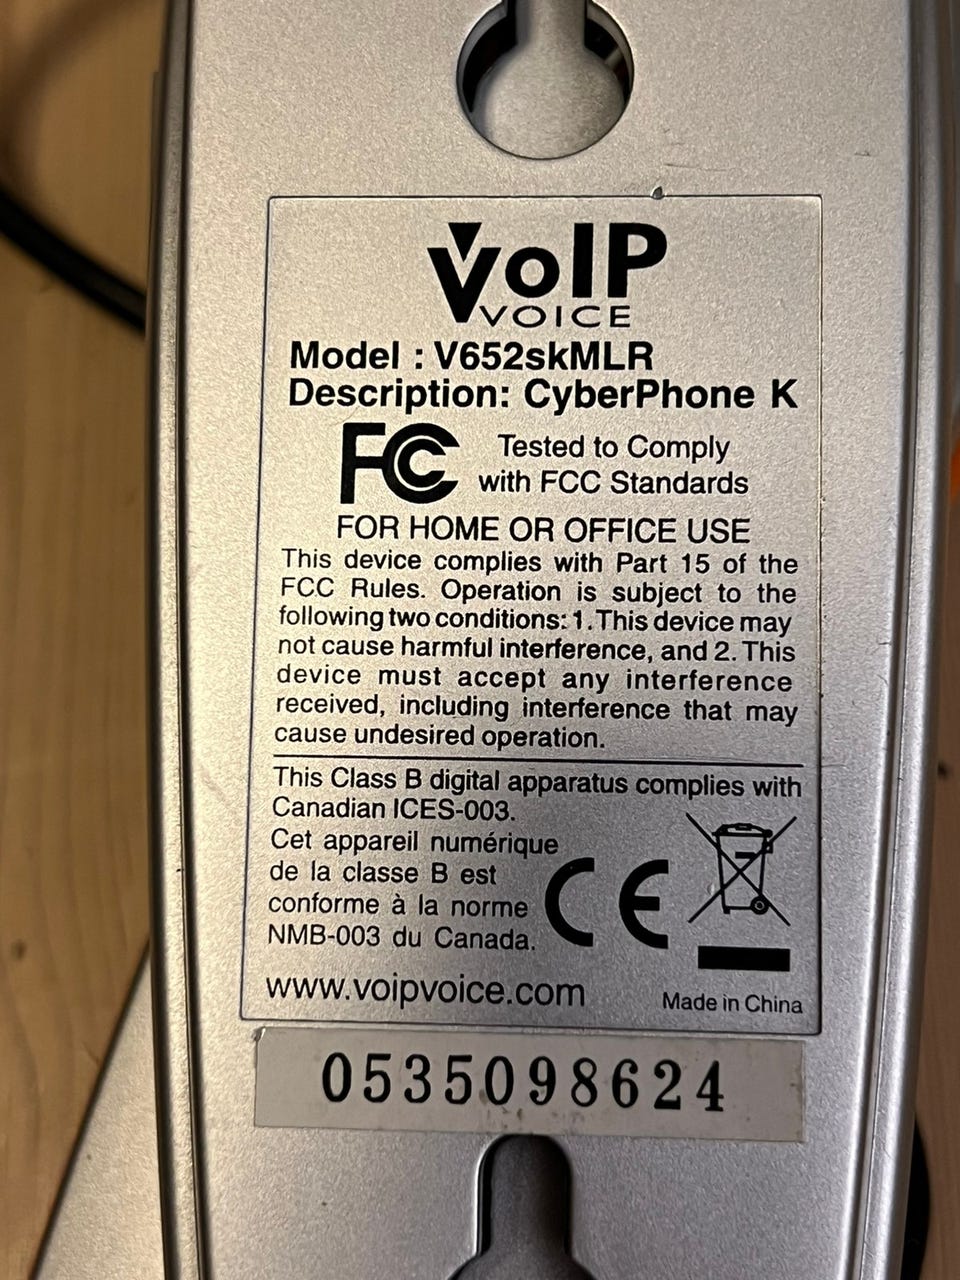 VoIP
VOICE
Model : V652skMLR
Description: CyberPhone K
FC Tested to Comply
with FCC Standards
FOR HOME OR OFFICE USE
This device complies with Part 15 of the
FCC Rules. Operation is subject to the
following two conditions: 1. This device may
not cause harmful interference, and 2. This
device must accept any interference
received, including interference that may
cause undesired operation.
This Class B digital apparatus complies with
Canadian ICES-003.
Cet appareil numérique
de la classe B est
conforme à la norme
NMB-003 du Canada.
CE
www.voipvoice.com
Made in China
0535098624